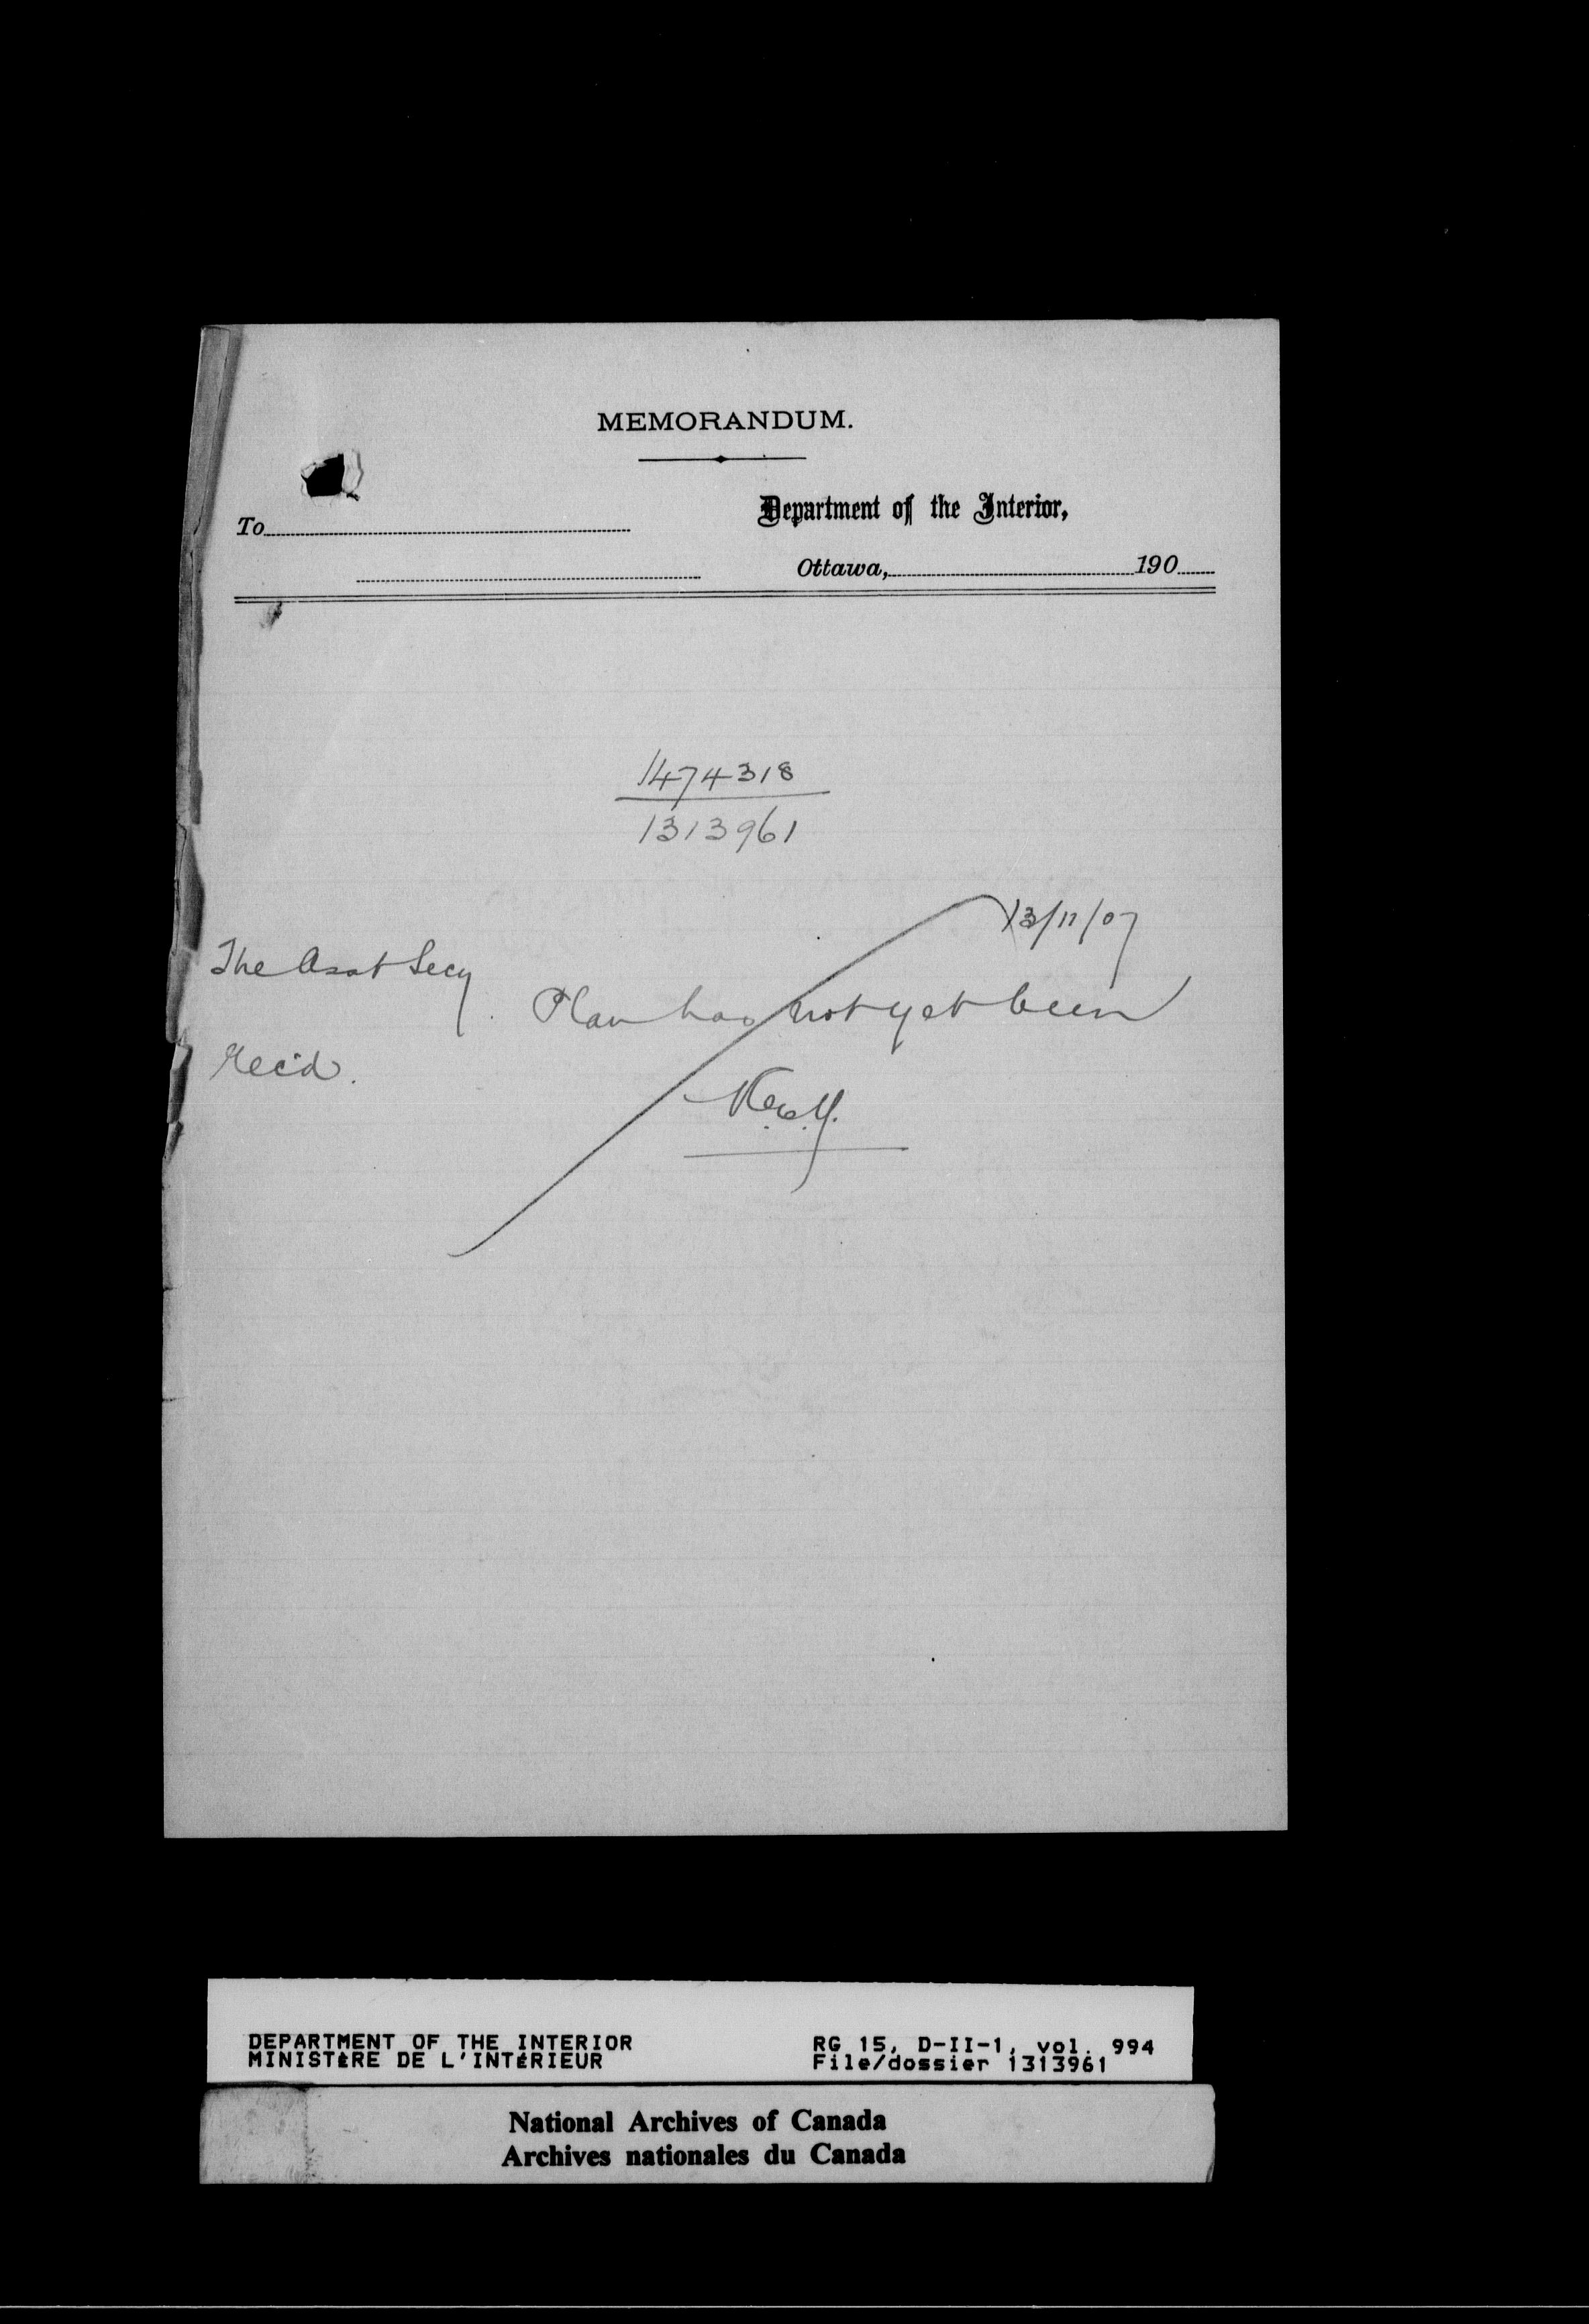 MEMORANDUM.
Department of the Interior,
To
Ottawa, 190
1474318
1313961
13/11/07
The Asst Secy
Plan has not yet been
Rec'd.
DEPARTMENT OF THE INTERIOR RG 15, D-II-1, vol. 994
MINISTÈRE DE L'INTÉRIEUR File/dossier 1313961
National Archives of Canada
Archives nationales du Canada